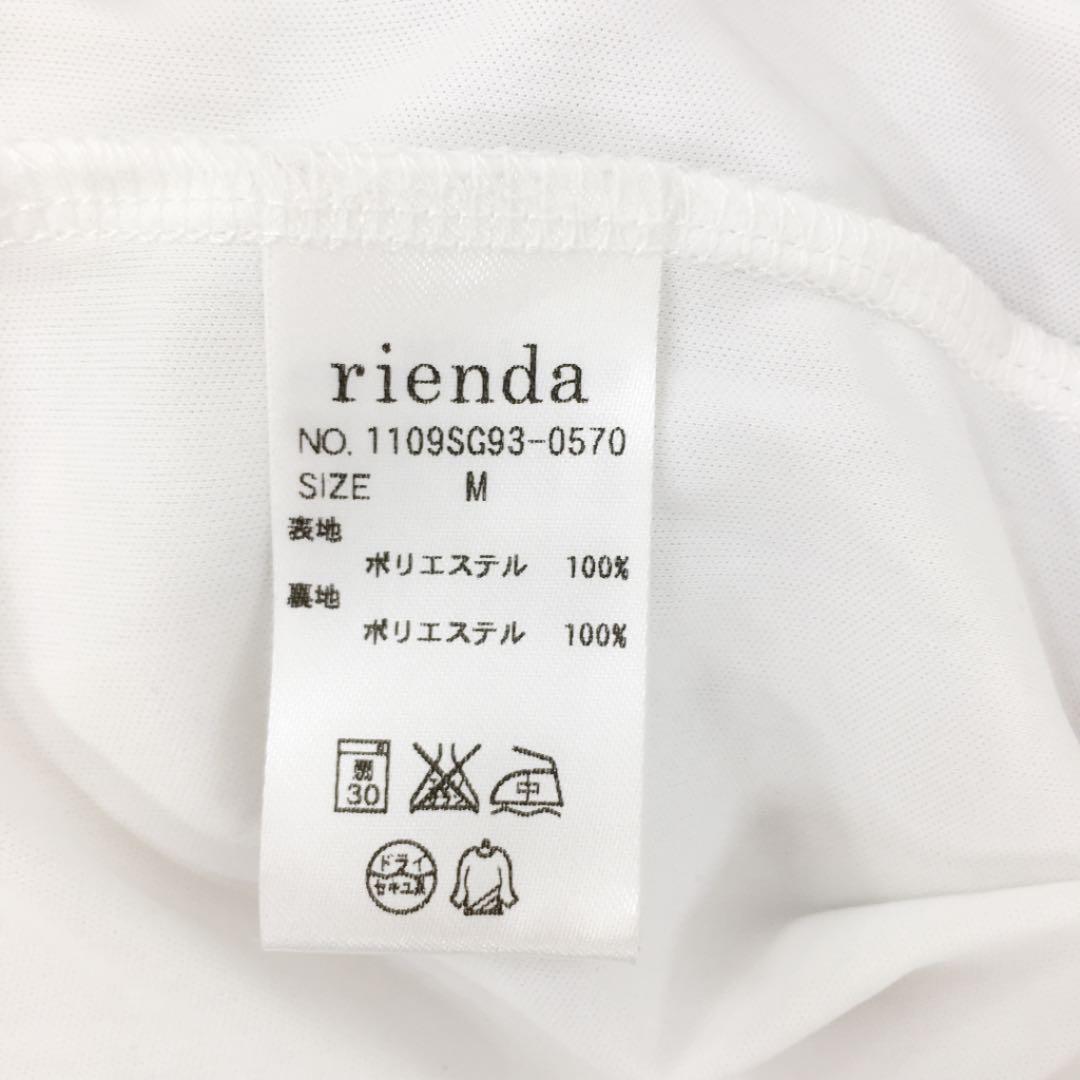 rienda
NO. 1109SG93-0570
SIZE M
表地
ポリエステル 100%
裏地
ポリエステル 100%
30
中
ドライ
セキユ系